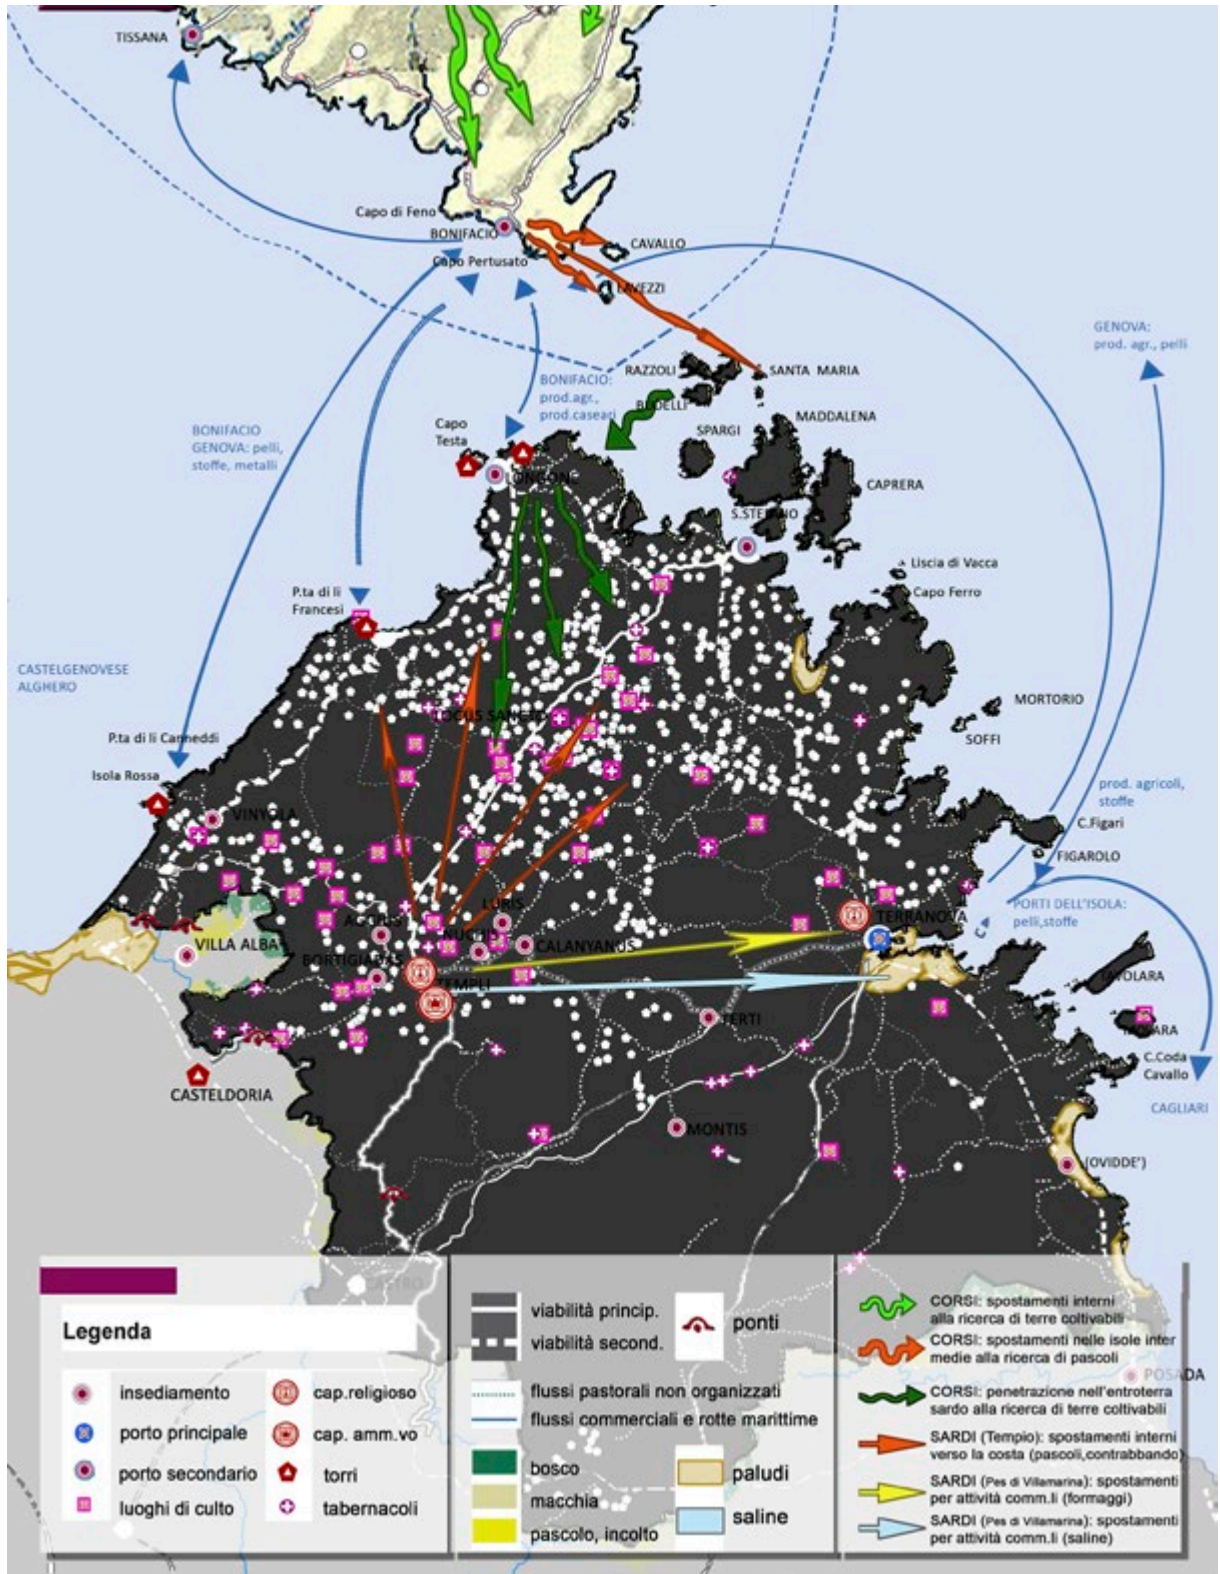 TISSANA
Capo di Feno
BONIFACIO
CAVALLO
Capo Pertusato
LAVEZZI
GENOVA:
prod. agr., pelli
RAZZOLI
SANTA MARIA
BONIFACIO:
prod.agr.,
prod.caseari
BUDELLI
MADDALENA
Capo
Testa
SPARGI
BONIFACIO
GENOVA: pelli,
stoffe, metalli
LONGONE
CAPRERA
S.STEFANO
Liscia di Vacca
P.ta di li
Francesi
Capo Ferro
CASTELGENOVESE
ALGHERO
MORTORIO
LOCUS SANCTO
SOFFI
P.ta di li Canneddi
Isola Rossa
prod. agricoli,
stoffe
VINYOLA
C.Figari
FIGAROLO
LURIS
PORTI DELL'ISOLA:
pelli,stoffe
AGGIUS
NUCHIS
TERRANOVA
VILLA ALBA
CALANYANUS
BORTIGIADAS
TEMPLI
TAVOLARA
TERTI
C.Coda
Cavallo
CASTELDORIA
CAGLIARI
MONTIS
(OVIDDE')
CASTRO
POSADA
Legenda
insediamento
porto principale
porto secondario
luoghi di culto
cap.religioso
cap. amm.vo
torri
tabernacoli
viabilità princip.
viabilità second.
ponti
flussi pastorali non organizzati
flussi commerciali e rotte marittime
bosco
macchia
pascolo, incolto
paludi
saline
CORSI: spostamenti interni
alla ricerca di terre coltivabili
CORSI: spostamenti nelle isole inter
medie alla ricerca di pascoli
CORSI: penetrazione nell'entroterra
sardo alla ricerca di terre coltivabili
SARDI (Tempio): spostamenti interni
verso la costa (pascoli,contrabbando)
SARDI (Pes di Villamarina): spostamenti
per attività comm.li (formaggi)
SARDI (Pes di Villamarina): spostamenti
per attività comm.li (saline)